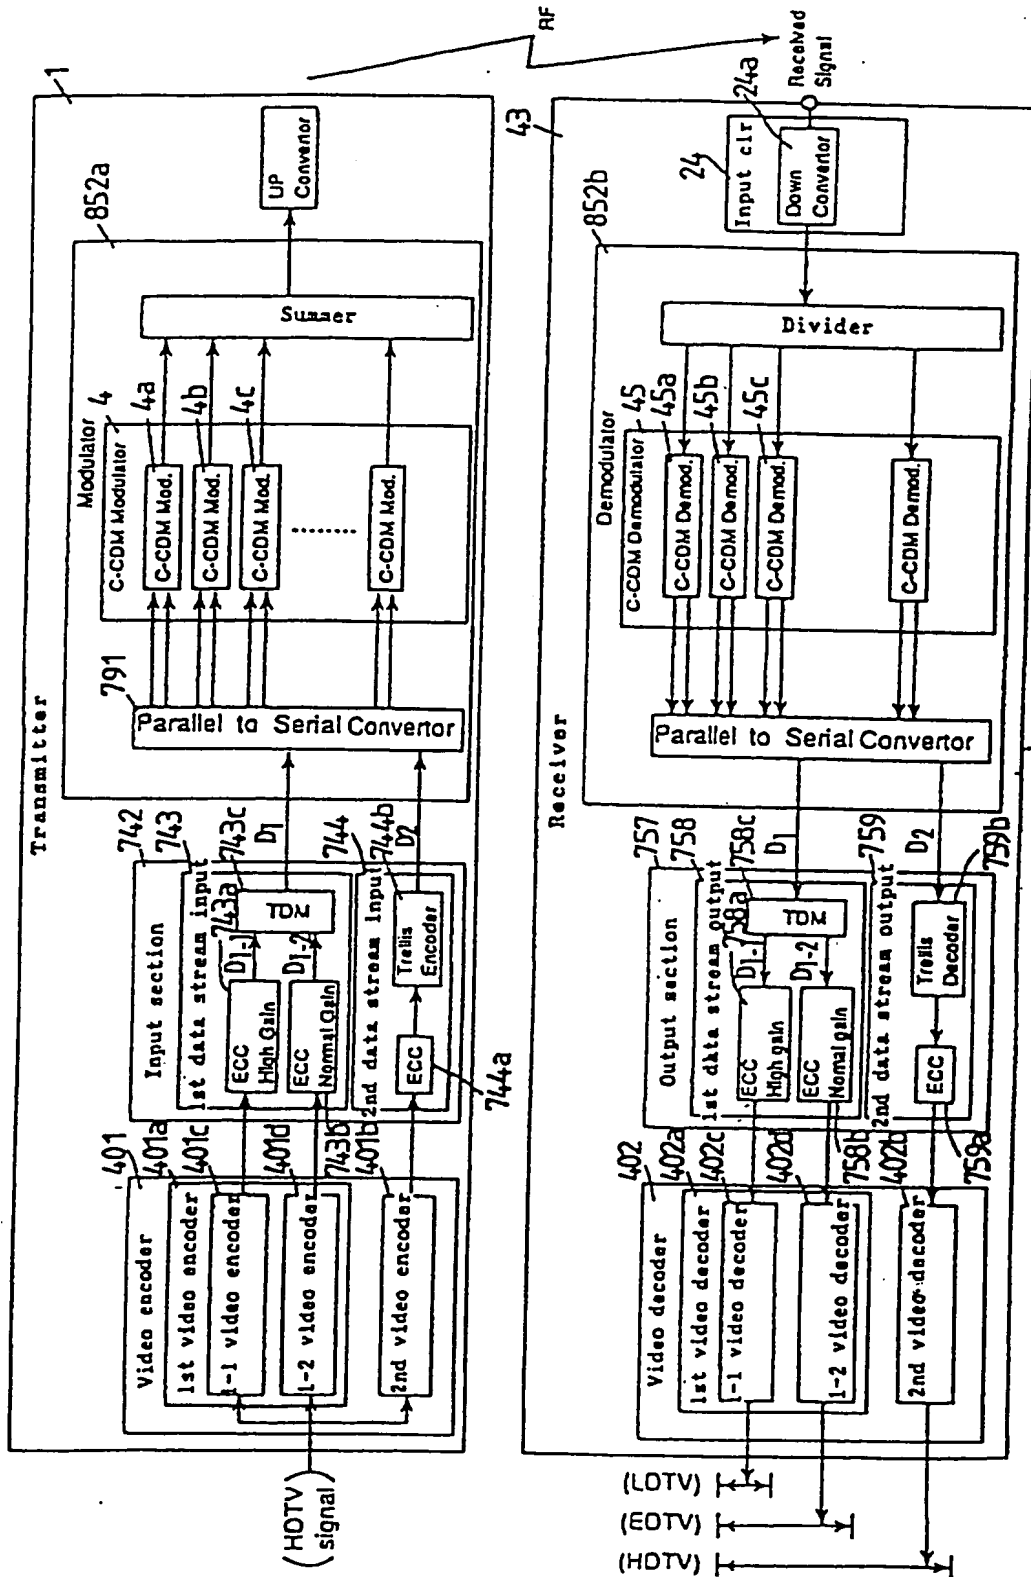 Transmitter
1
(HDTV signal)
Video encoder
401
1st video encoder
401a
1-1 video encoder
401c
1-2 video encoder
401d
2nd video encoder
401b
Input section
742
1st data stream input
743
ECC High Gain
743a
ECC Normal Gain
743b
D1-1
D1-2
TDM
743c
2nd data stream input
744
ECC
744a
Trellis Encoder
744b
D1
D2
Modulator
852a
Parallel to Serial Convertor
791
C-CDM Modulator
4
C-CDM Mod.
4a
C-CDM Mod.
4b
C-CDM Mod.
4c
.........
C-CDM Mod.
Summer
UP Convertor
RF
Receiver
43
Received Signal
Input cir
24
Down Convertor
24a
Demodulator
852b
Divider
C-CDM Demodulator
45
C-CDM Demod.
45a
C-CDM Demod.
45b
C-CDM Demod.
45c
C-CDM Demod.
Parallel to Serial Convertor
D1
D2
Output section
757
1st data stream output
758
TDM
758c
D1-1
D1-2
ECC High gain
758a
ECC Normal gain
758b
2nd data stream output
759
Trellis Decoder
759b
ECC
759a
Video decoder
402
1st video decoder
402a
1-1 video decoder
402c
1-2 video decoder
402d
2nd video decoder
402b
(LDTV)
(EDTV)
(HDTV)